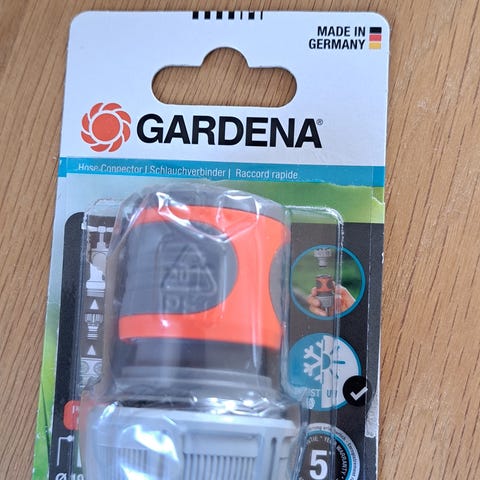 MADE IN
GERMANY
GARDENA®
Hose Connector | Schlauchverbinder | Raccord rapide
5